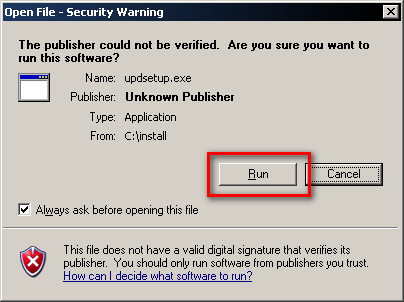 Open File - Security Warning
The publisher could not be verified.  Are you sure you want to
run this software?
Name: updsetup.exe
Publisher: Unknown Publisher
Type: Application
From: C:\install
Run
Cancel
Always ask before opening this file
This file does not have a valid digital signature that verifies its
publisher.  You should only run software from publishers you trust.
How can I decide what software to run?